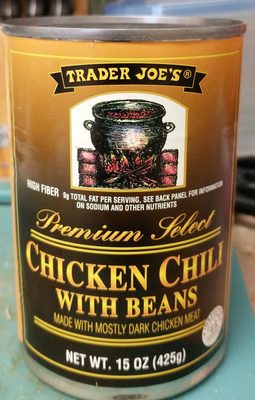 TRADER JOE'S®
HIGH FIBER
9g TOTAL FAT PER SERVING. SEE BACK PANEL FOR INFORMATION
ON SODIUM AND OTHER NUTRIENTS
Premium Select
CHICKEN CHILI
WITH BEANS
MADE WITH MOSTLY DARK CHICKEN MEAT
NET WT. 15 OZ (425g)